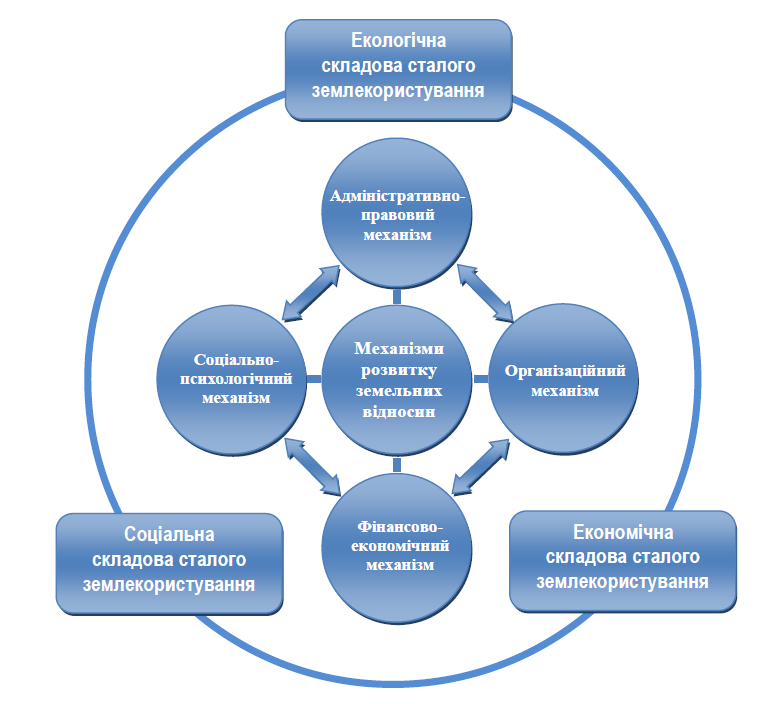 Екологічна
складова сталого
землекористування
Адміністративно-
правовий
механізм
Соціально-
психологічний
механізм
Механізми
розвитку
земельних
відносин
Організаційний
механізм
Фінансово-
економічний
механізм
Соціальна
складова сталого
землекористування
Економічна
складова сталого
землекористування